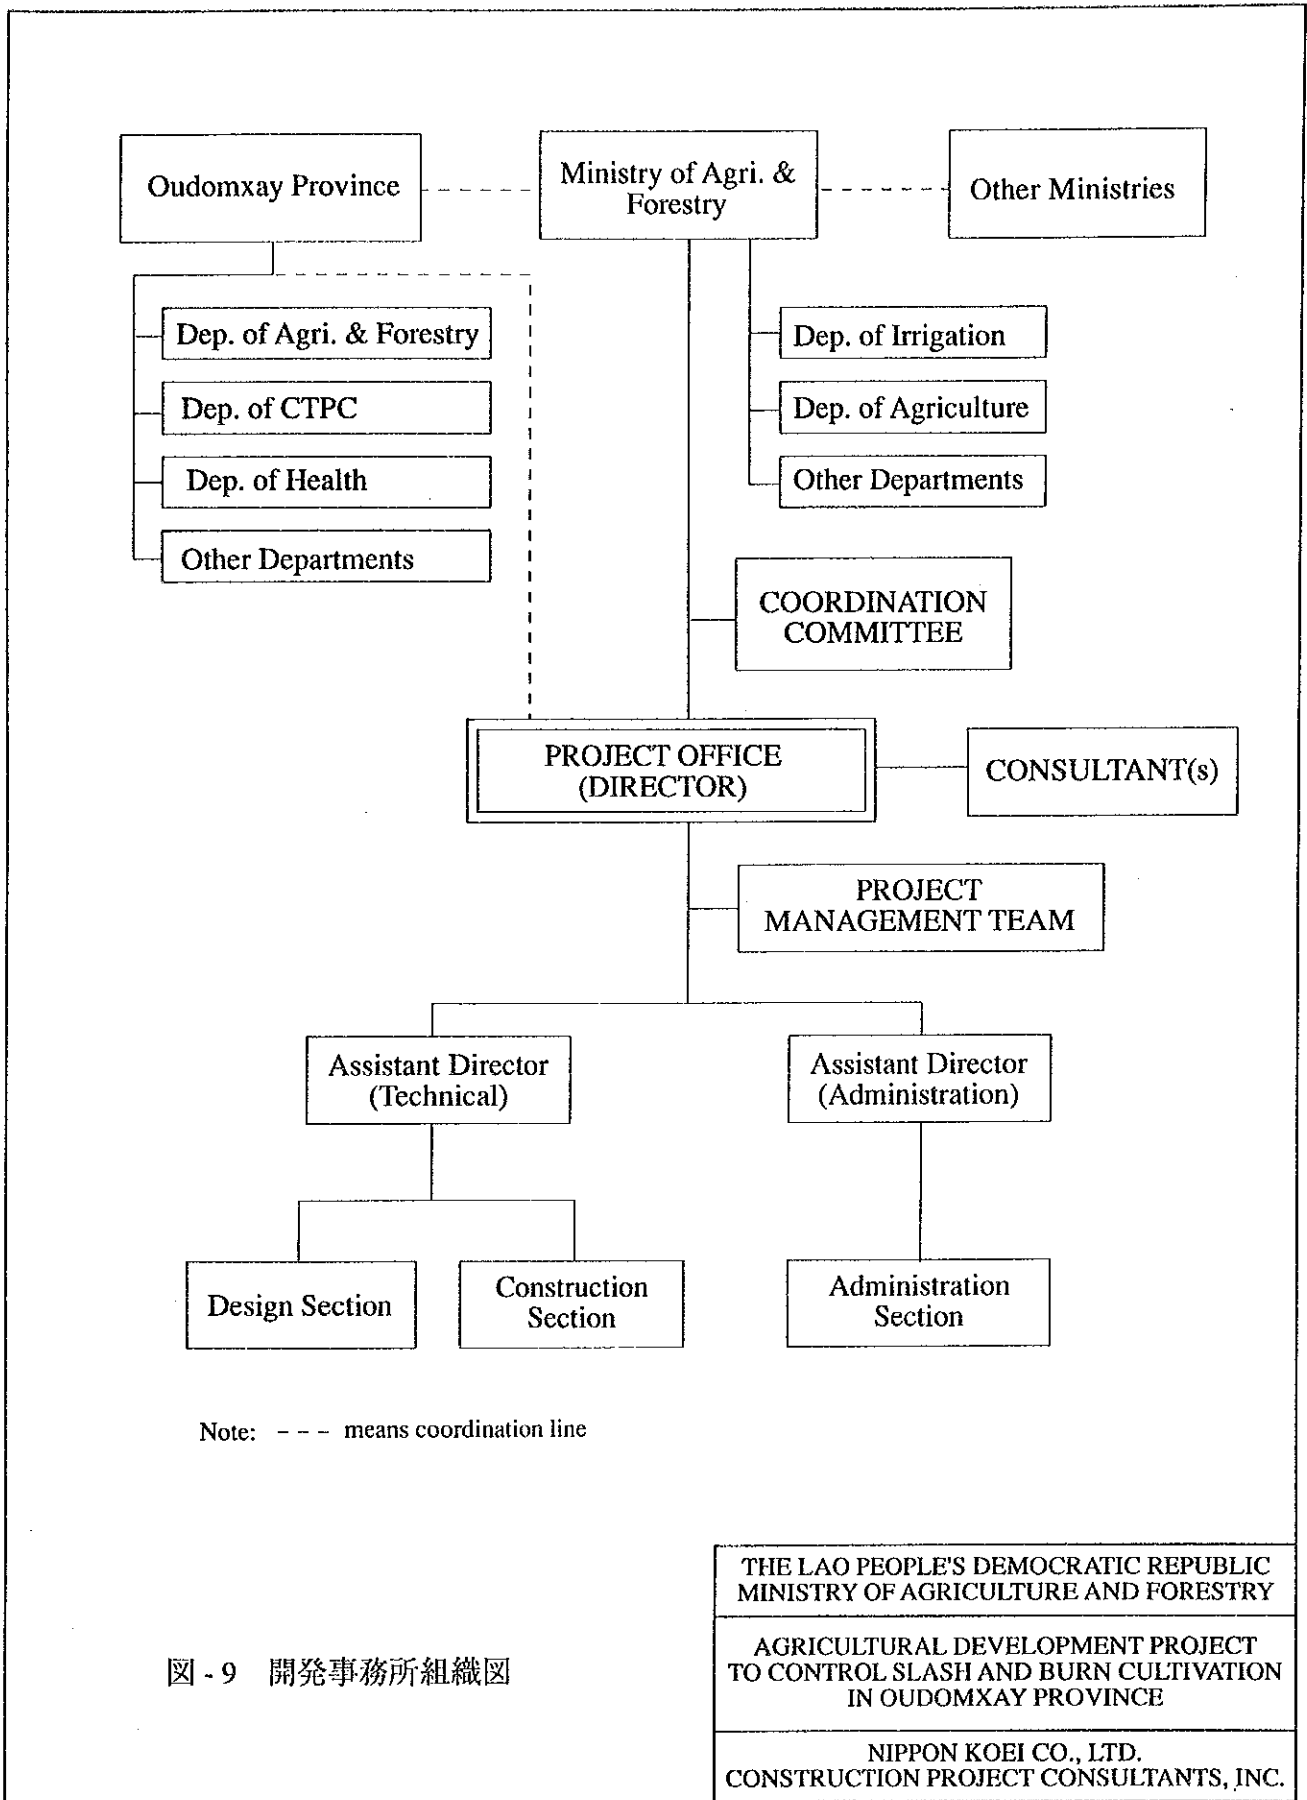 Oudomxay Province
Ministry of Agri. &
Forestry
Other Ministries
Dep. of Agri. & Forestry
Dep. of CTPC
Dep. of Health
Other Departments
Dep. of Irrigation
Dep. of Agriculture
Other Departments
COORDINATION
COMMITTEE
PROJECT OFFICE
(DIRECTOR)
CONSULTANT(s)
PROJECT
MANAGEMENT TEAM
Assistant Director
(Technical)
Assistant Director
(Administration)
Design Section
Construction
Section
Administration
Section
Note: - - - means coordination line
図 - 9 開発事務所組織図
THE LAO PEOPLE'S DEMOCRATIC REPUBLIC
MINISTRY OF AGRICULTURE AND FORESTRY
AGRICULTURAL DEVELOPMENT PROJECT
TO CONTROL SLASH AND BURN CULTIVATION
IN OUDOMXAY PROVINCE
NIPPON KOEI CO., LTD.
CONSTRUCTION PROJECT CONSULTANTS, INC.